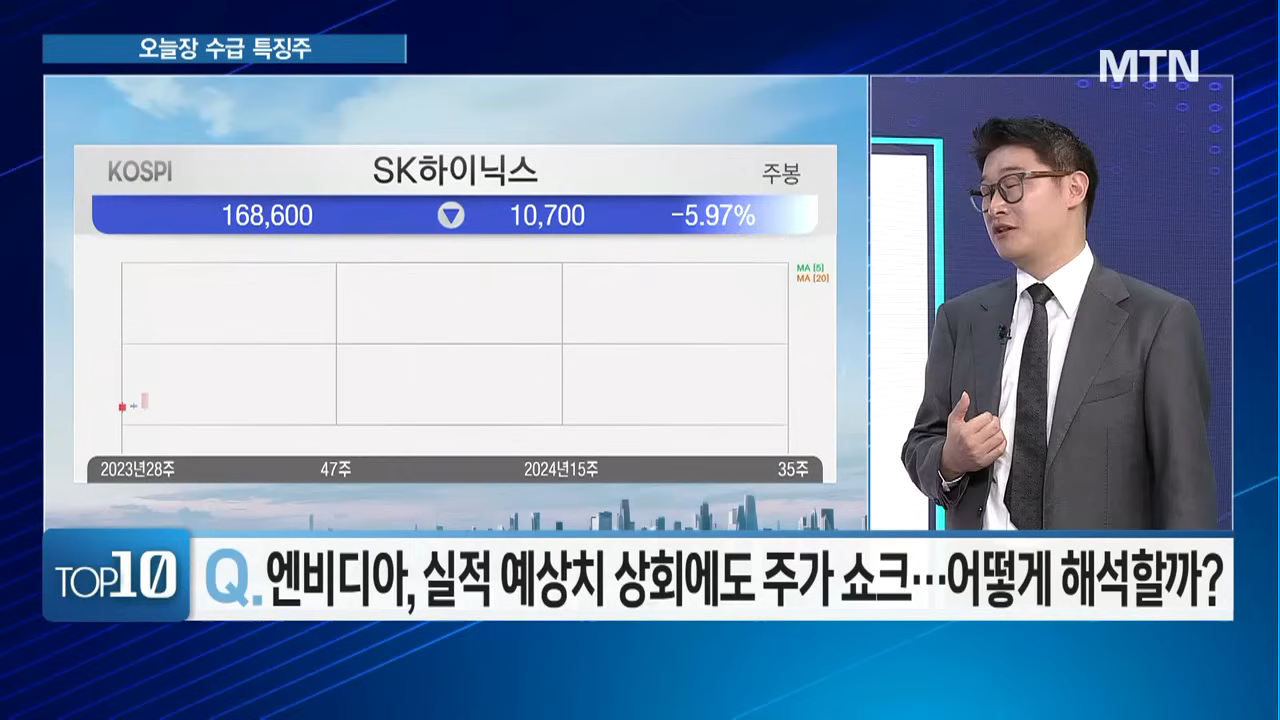 오늘장 수급 특징주
MTN
KOSPI SK하이닉스 주봉
168,600 ▼ 10,700 -5.97%
MA [5]
MA [20]
2023년28주 47주 2024년15주 35주
TOP10 Q. 엔비디아, 실적 예상치 상회에도 주가 쇼크…어떻게 해석할까?